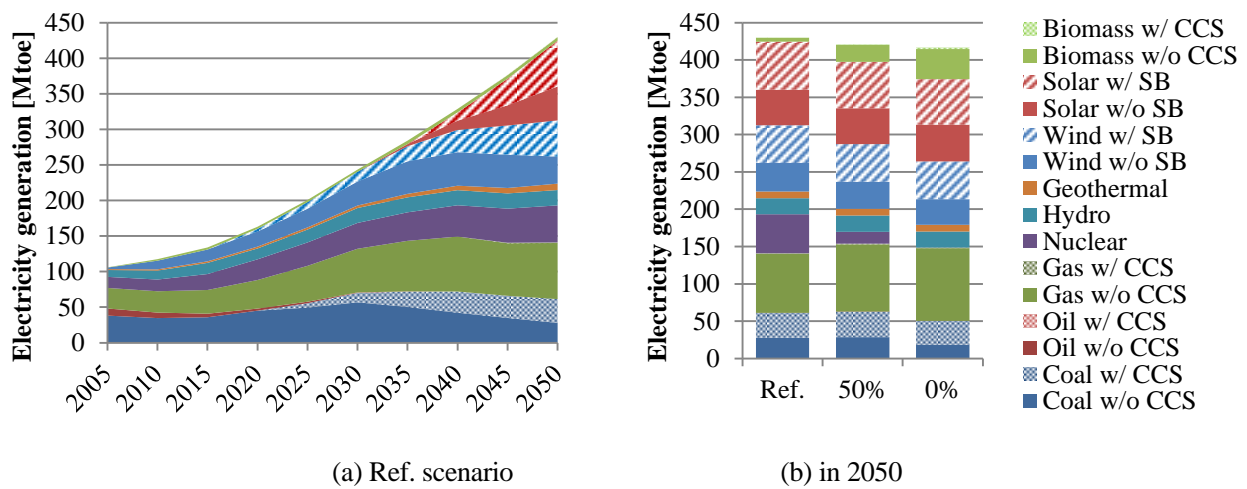 Electricity generation [Mtoe]
450
400
350
300
250
200
150
100
50
0
2005
2010
2015
2020
2025
2030
2035
2040
2045
2050
(a) Ref. scenario
Electricity generation [Mtoe]
450
400
350
300
250
200
150
100
50
0
Ref.
50%
0%
(b) in 2050
Biomass w/ CCS
Biomass w/o CCS
Solar w/ SB
Solar w/o SB
Wind w/ SB
Wind w/o SB
Geothermal
Hydro
Nuclear
Gas w/ CCS
Gas w/o CCS
Oil w/ CCS
Oil w/o CCS
Coal w/ CCS
Coal w/o CCS